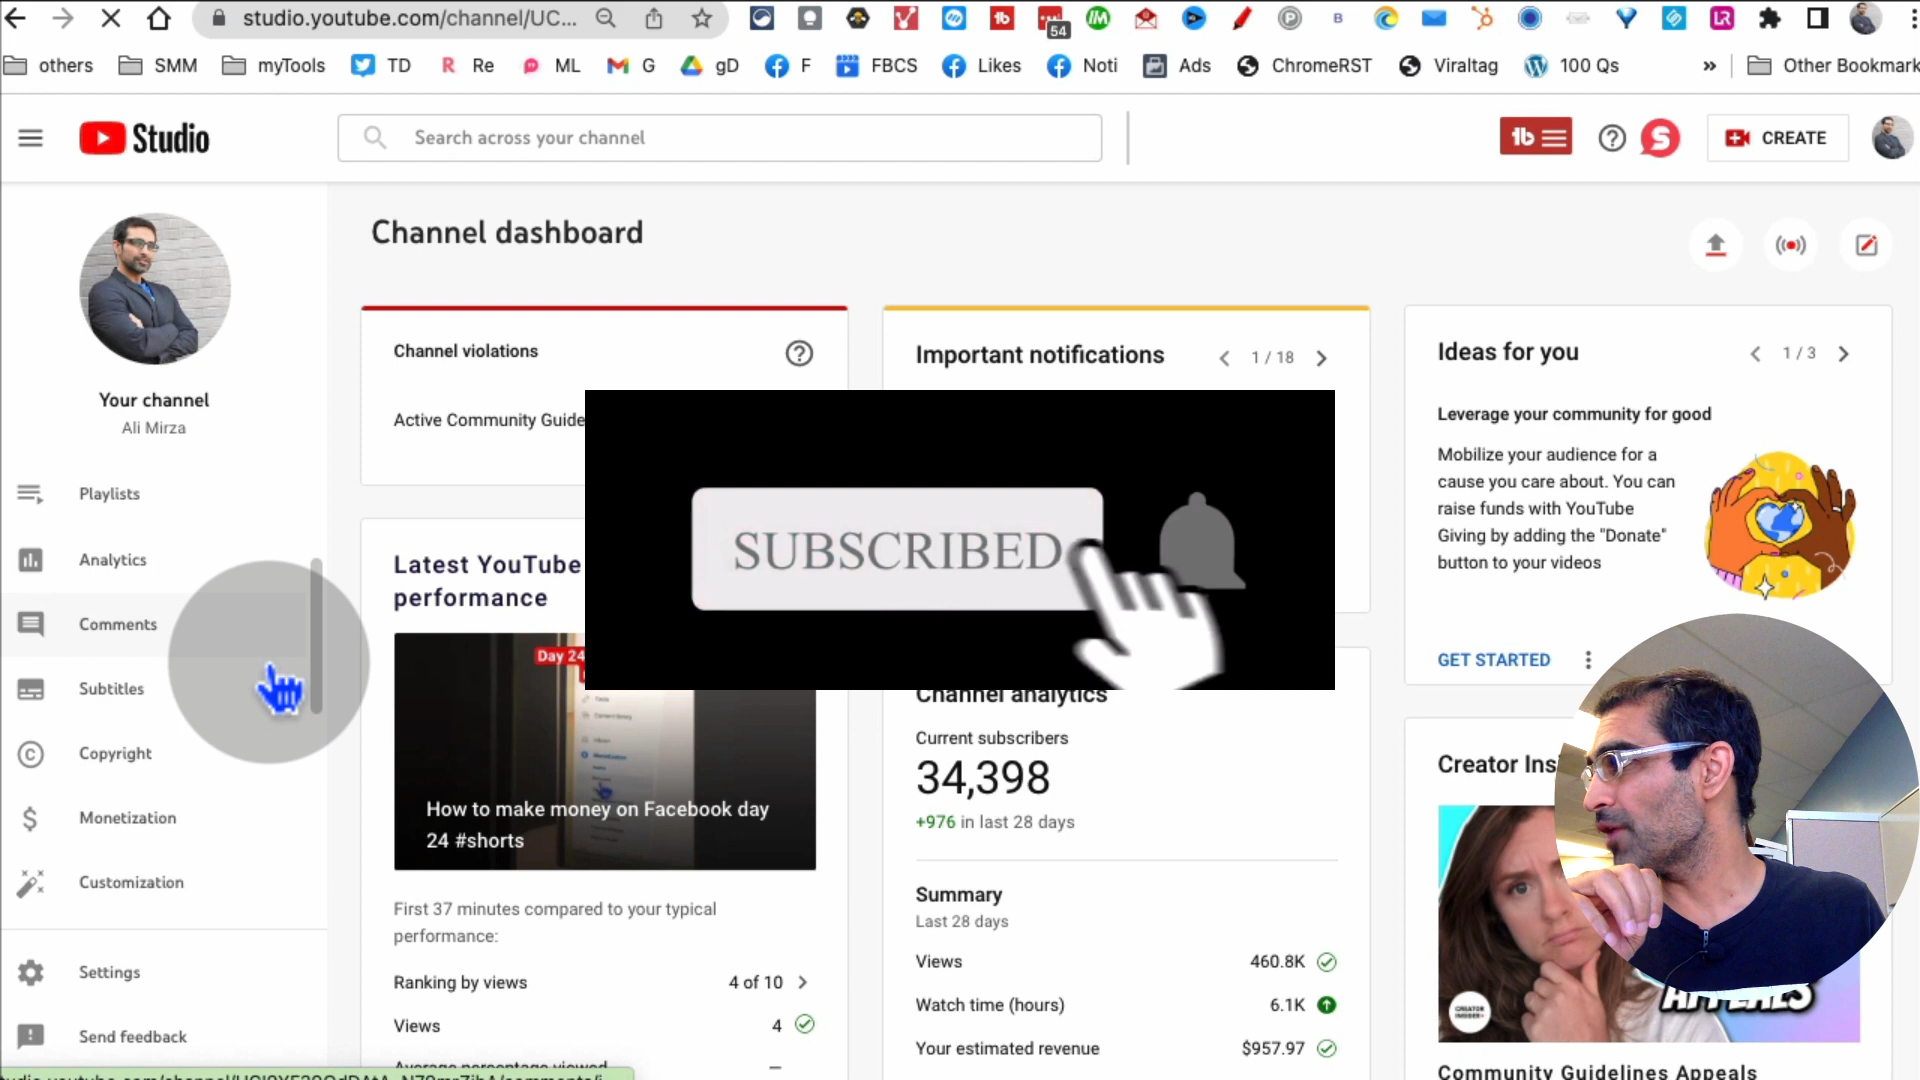 studio.youtube.com/channel/UC...
54
others
SMM
myTools
TD
Re
ML
G
gD
F
FBCS
Likes
Noti
Ads
ChromeRST
Viraltag
100 Qs
»
Other Bookmark
Studio
Search across your channel
CREATE
Channel dashboard
Your channel
Ali Mirza
Playlists
Analytics
Comments
Subtitles
Copyright
Monetization
Customization
Settings
Send feedback
Channel violations
Active Community Guide
Latest YouTube
performance
Day 24
How to make money on Facebook day
24 #shorts
First 37 minutes compared to your typical
performance:
Ranking by views
4 of 10
Views
4
Average percentage viewed
–
Important notifications
1 / 18
SUBSCRIBED
Channel analytics
Current subscribers
34,398
+976 in last 28 days
Summary
Last 28 days
Views
460.8K
Watch time (hours)
6.1K
Your estimated revenue
$957.97
Ideas for you
1 / 3
Leverage your community for good
Mobilize your audience for a
cause you care about. You can
raise funds with YouTube
Giving by adding the "Donate"
button to your videos
GET STARTED
Creator Ins
CREATOR
INSIDER
APPEALS
Community Guidelines Appeals